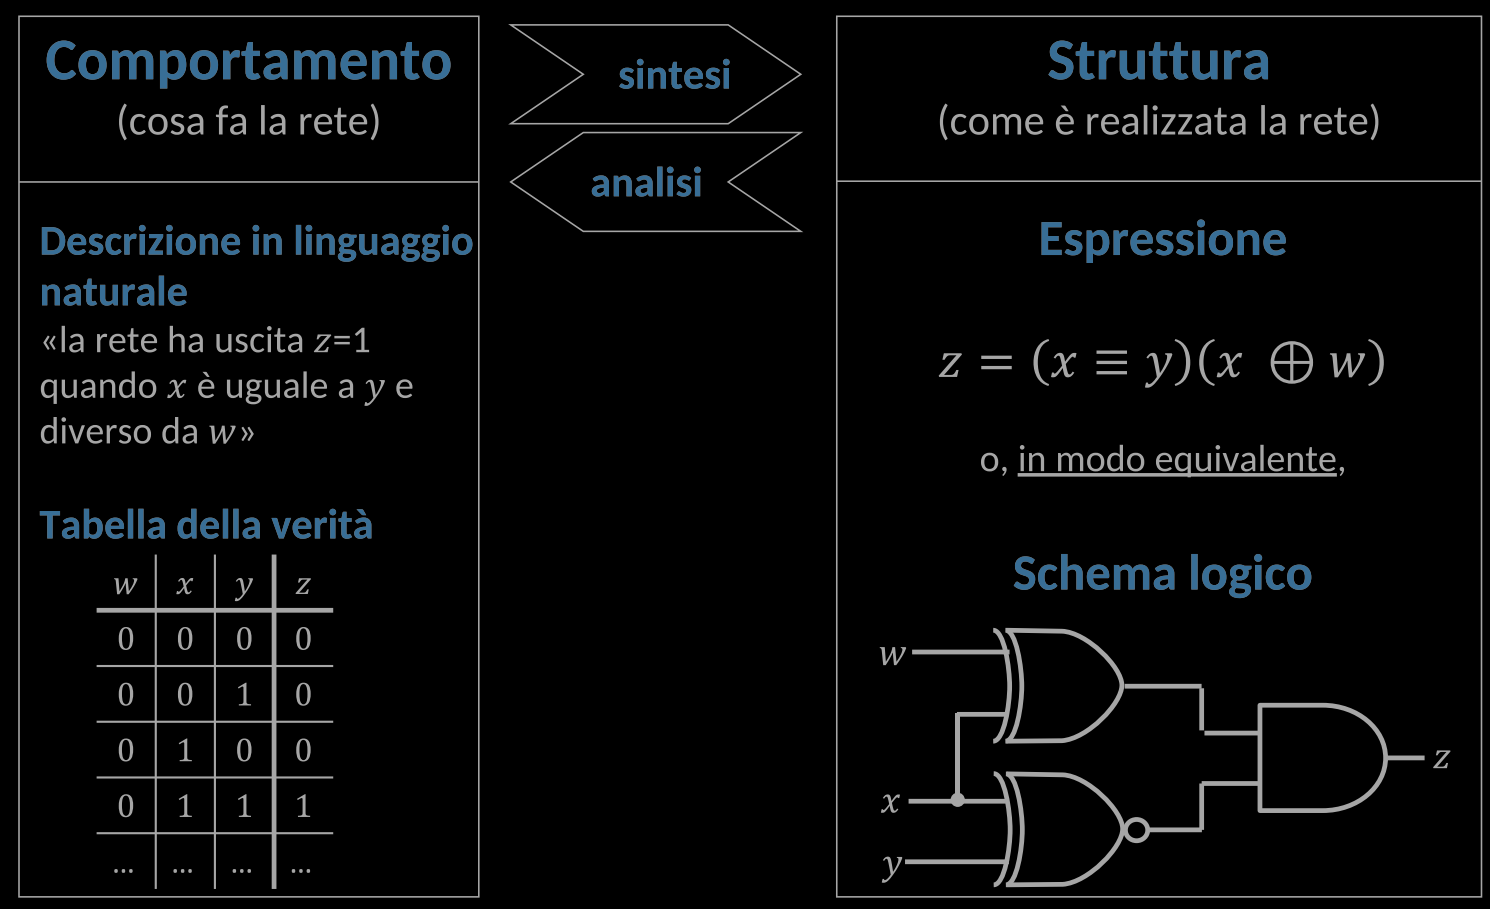 Comportamento
(cosa fa la rete)
Descrizione in linguaggio
naturale
«la rete ha uscita z=1
quando x è uguale a y e
diverso da w»
Tabella della verità
w x y z
0 0 0 0
0 0 1 0
0 1 0 0
0 1 1 1
... ... ... ...
sintesi
analisi
Struttura
(come è realizzata la rete)
Espressione
z = (x ≡ y)(x ⊕ w)
o, in modo equivalente,
Schema logico
w
x
y
z